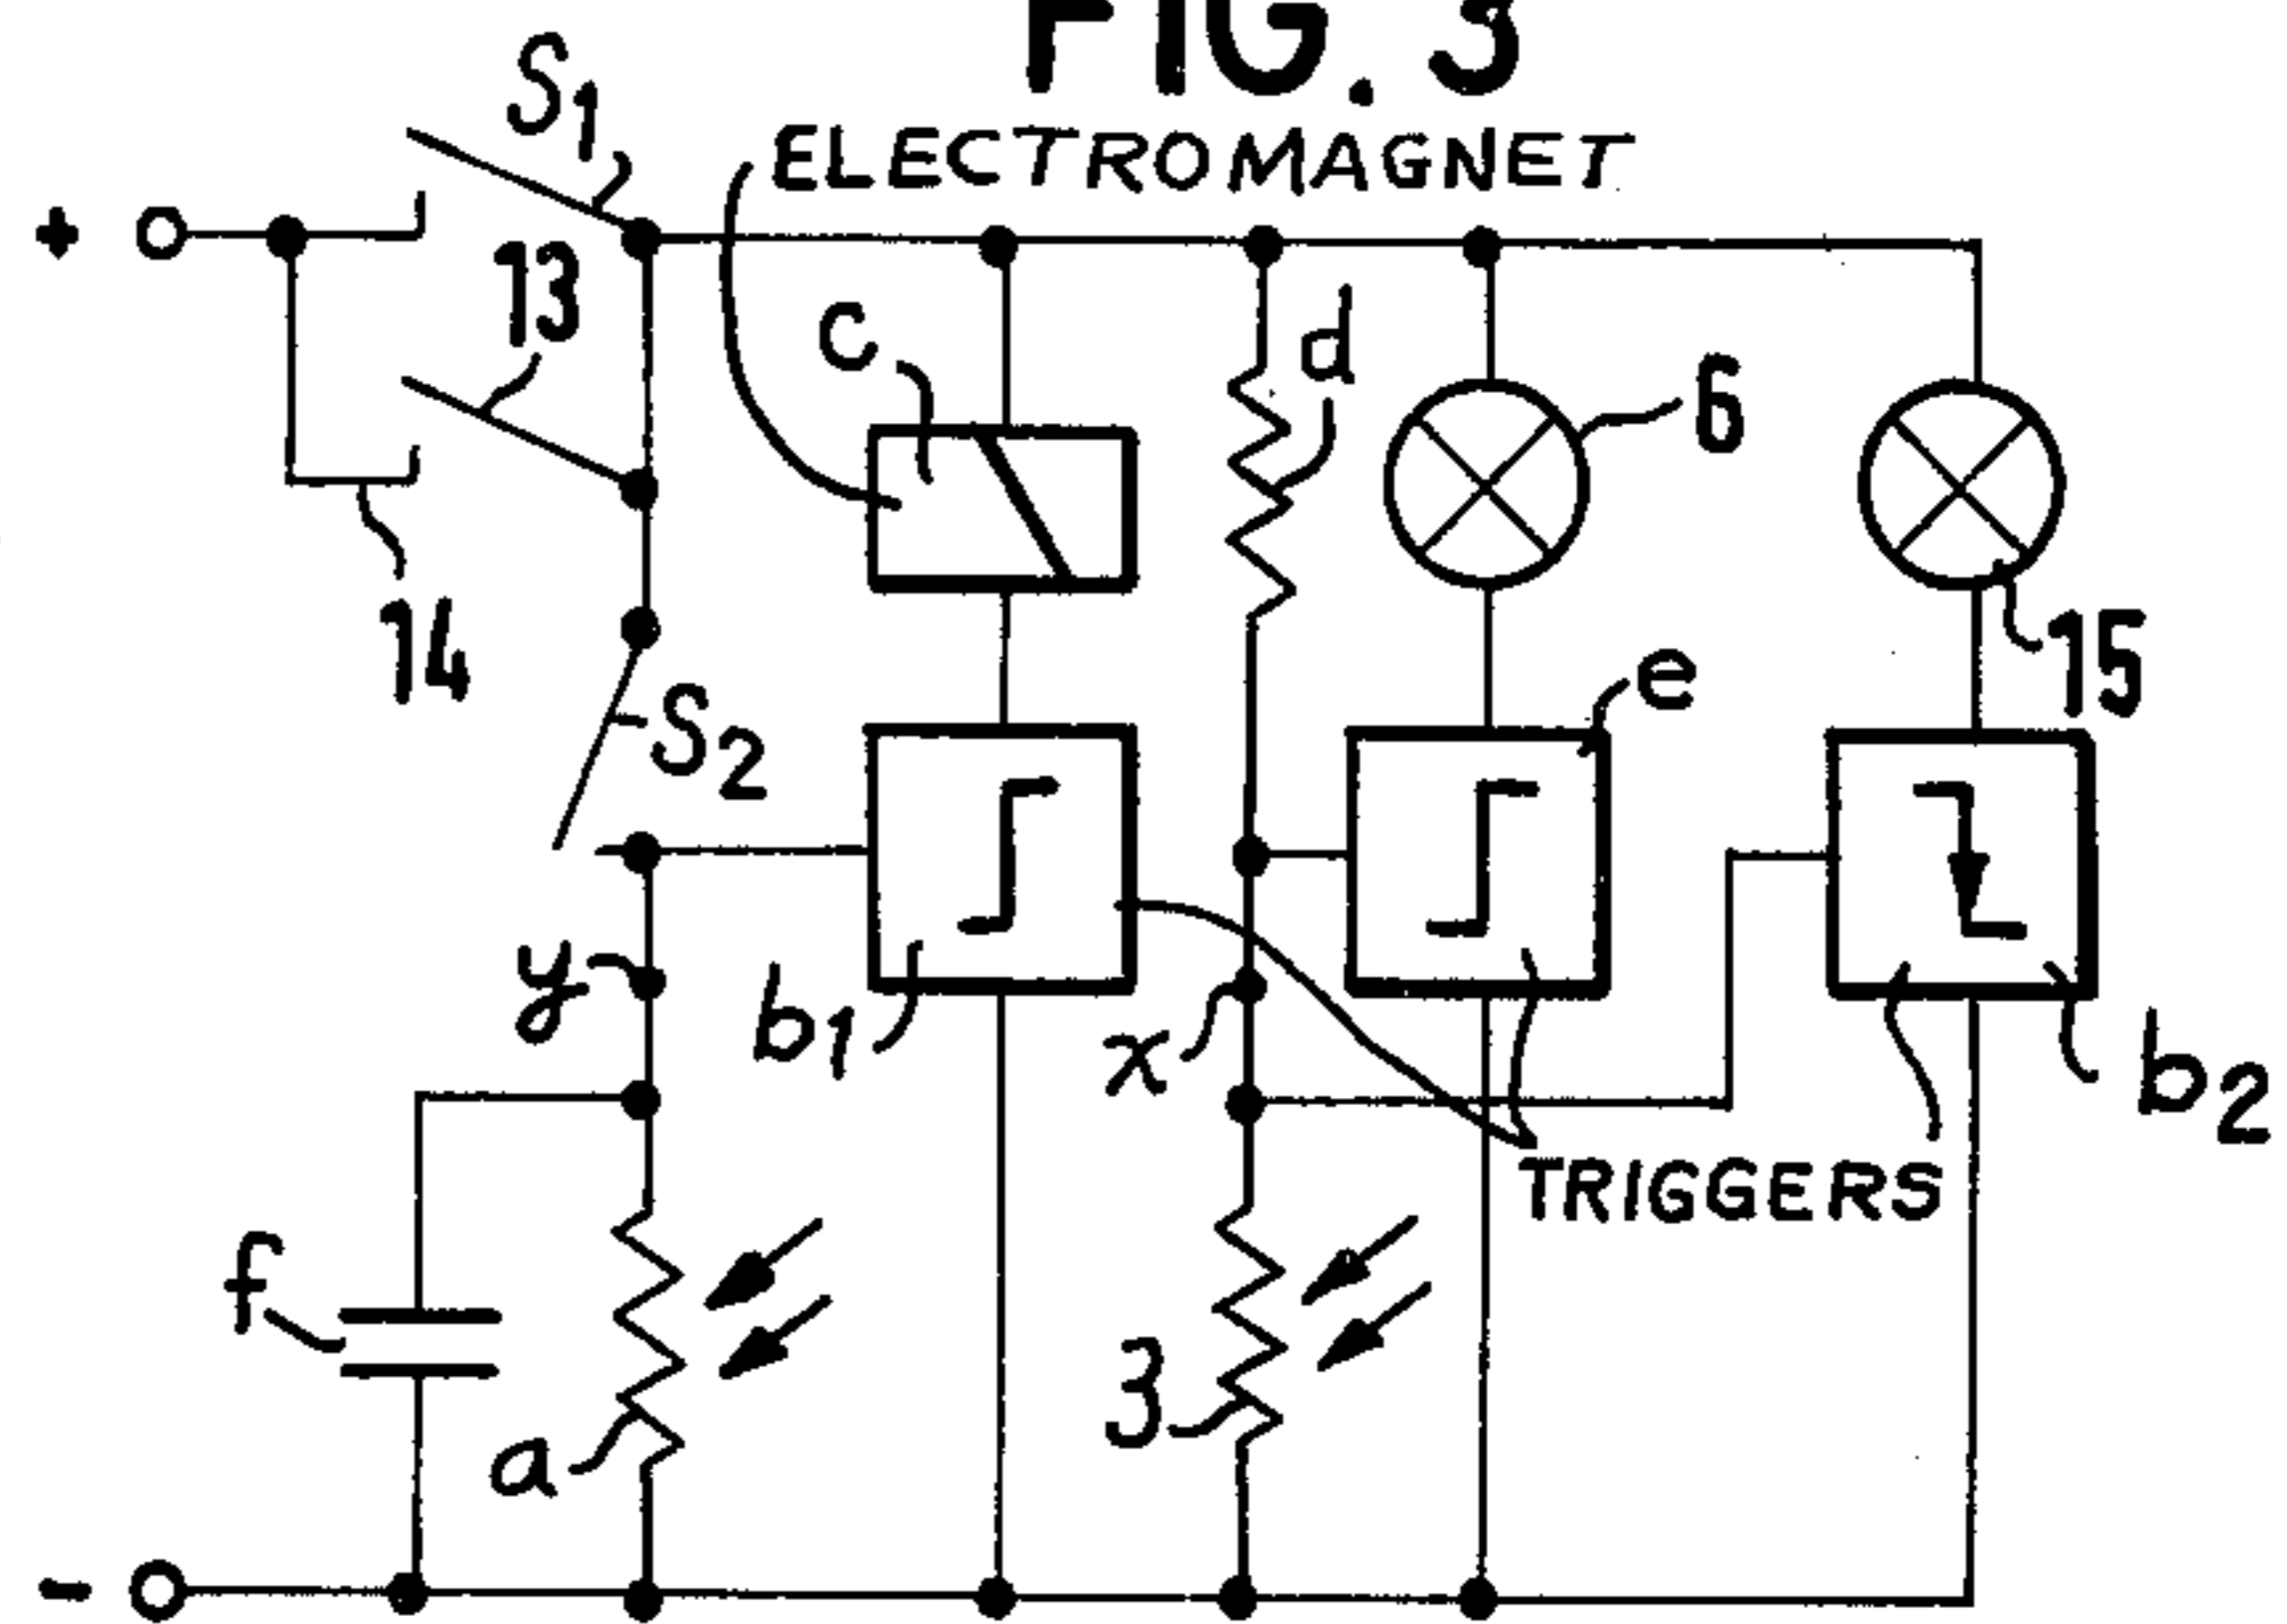 FIG. 3
ELECTROMAGNET
S1
+
13
c
d
6
14
15
S2
e
y
b1
x
b2
TRIGGERS
f
a
3
-